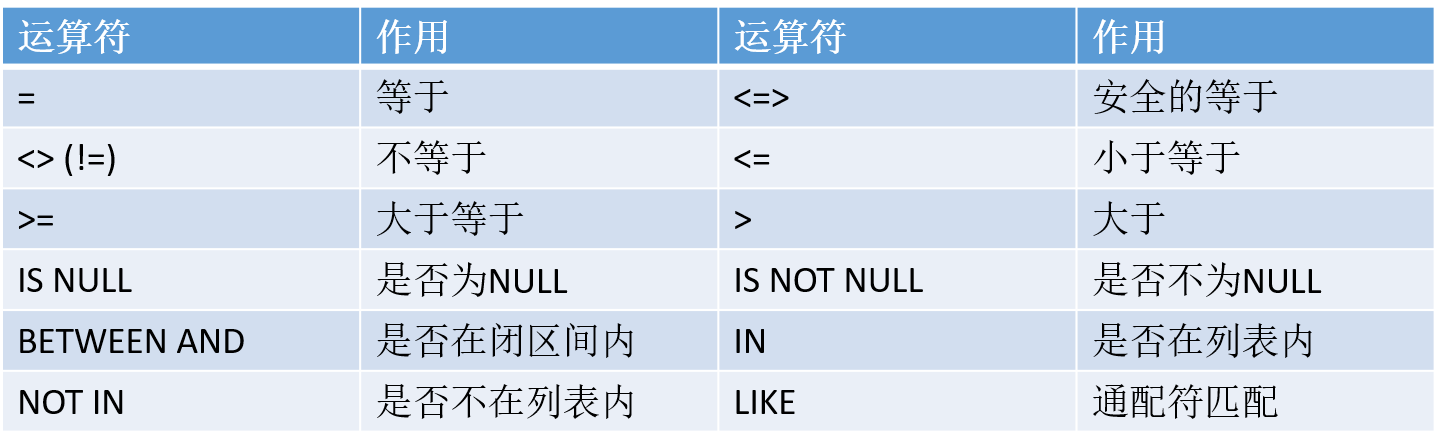 运算符 作用 运算符 作用
= 等于 <=> 安全的等于
<> (!=) 不等于 <= 小于等于
>= 大于等于 > 大于
IS NULL 是否为NULL IS NOT NULL 是否不为NULL
BETWEEN AND 是否在闭区间内 IN 是否在列表内
NOT IN 是否不在列表内 LIKE 通配符匹配